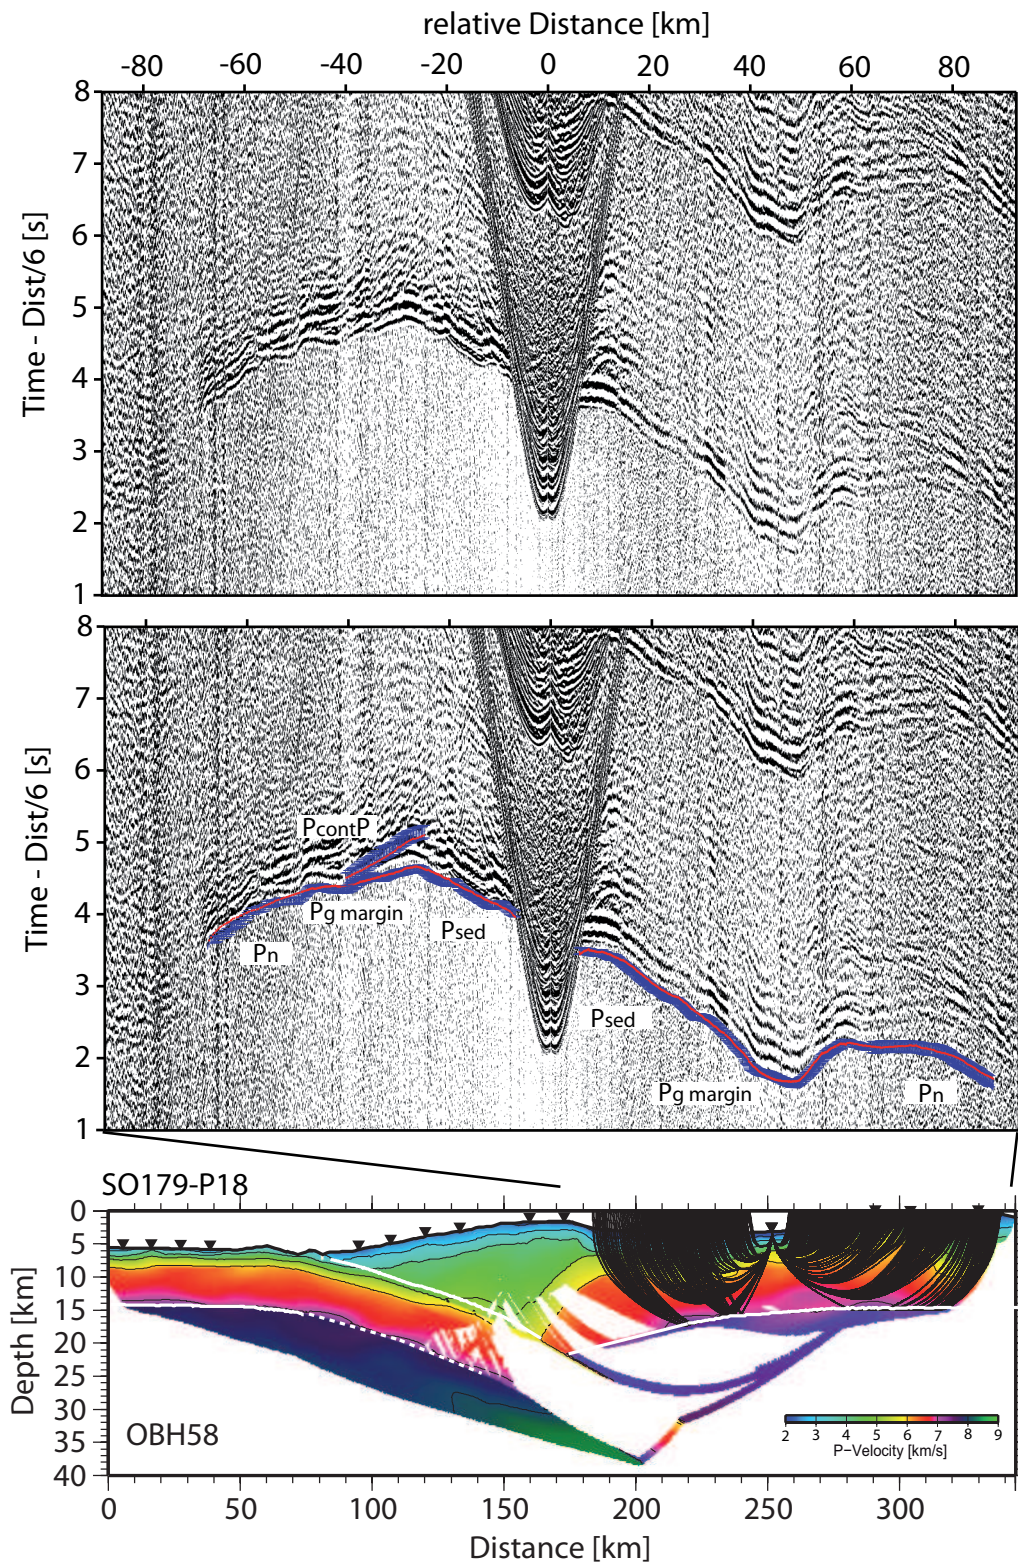 relative Distance [km]
-80 -60 -40 -20 0 20 40 60 80
8
7
6
5
4
3
2
1
Time - Dist/6 [s]
8
7
6
5
4
3
2
1
Time - Dist/6 [s]
PcontP
Pg margin
Psed
Pn
Psed
Pg margin
Pn
SO179-P18
0
5
10
15
20
25
30
35
40
Depth [km]
OBH58
2 3 4 5 6 7 8 9
P-Velocity [km/s]
0 50 100 150 200 250 300
Distance [km]